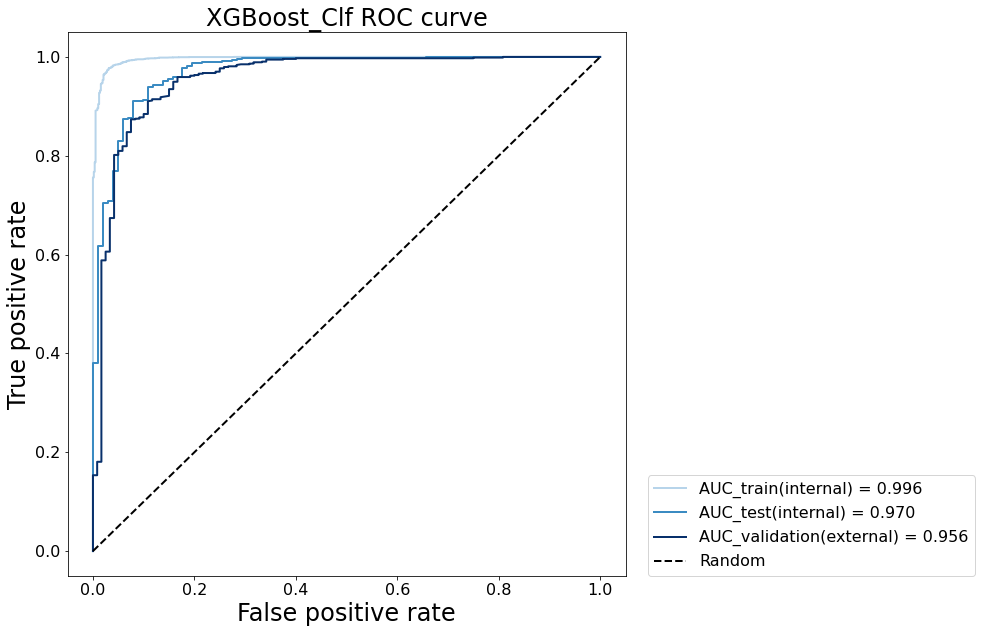 XGBoost_Clf ROC curve
True positive rate
1.0
0.8
0.6
0.4
0.2
0.0
0.0 0.2 0.4 0.6 0.8 1.0
False positive rate
AUC_train(internal) = 0.996
AUC_test(internal) = 0.970
AUC_validation(external) = 0.956
Random